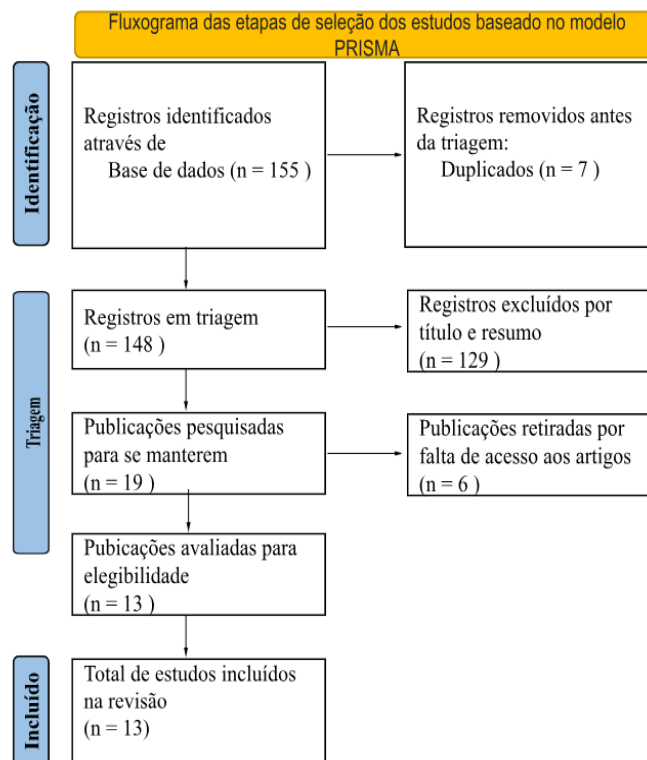 Fluxograma das etapas de seleção dos estudos baseado no modelo
PRISMA
Identificação
Registros identificados
através de
Base de dados (n = 155 )
Registros removidos antes
da triagem:
Duplicados (n = 7 )
Triagem
Registros em triagem
(n = 148 )
Registros excluídos por
título e resumo
(n = 129 )
Publicações pesquisadas
para se manterem
(n = 19 )
Publicações retiradas por
falta de acesso aos artigos
(n = 6 )
Pubicações avaliadas para
elegibilidade
(n = 13 )
Incluído
Total de estudos incluídos
na revisão
(n = 13)